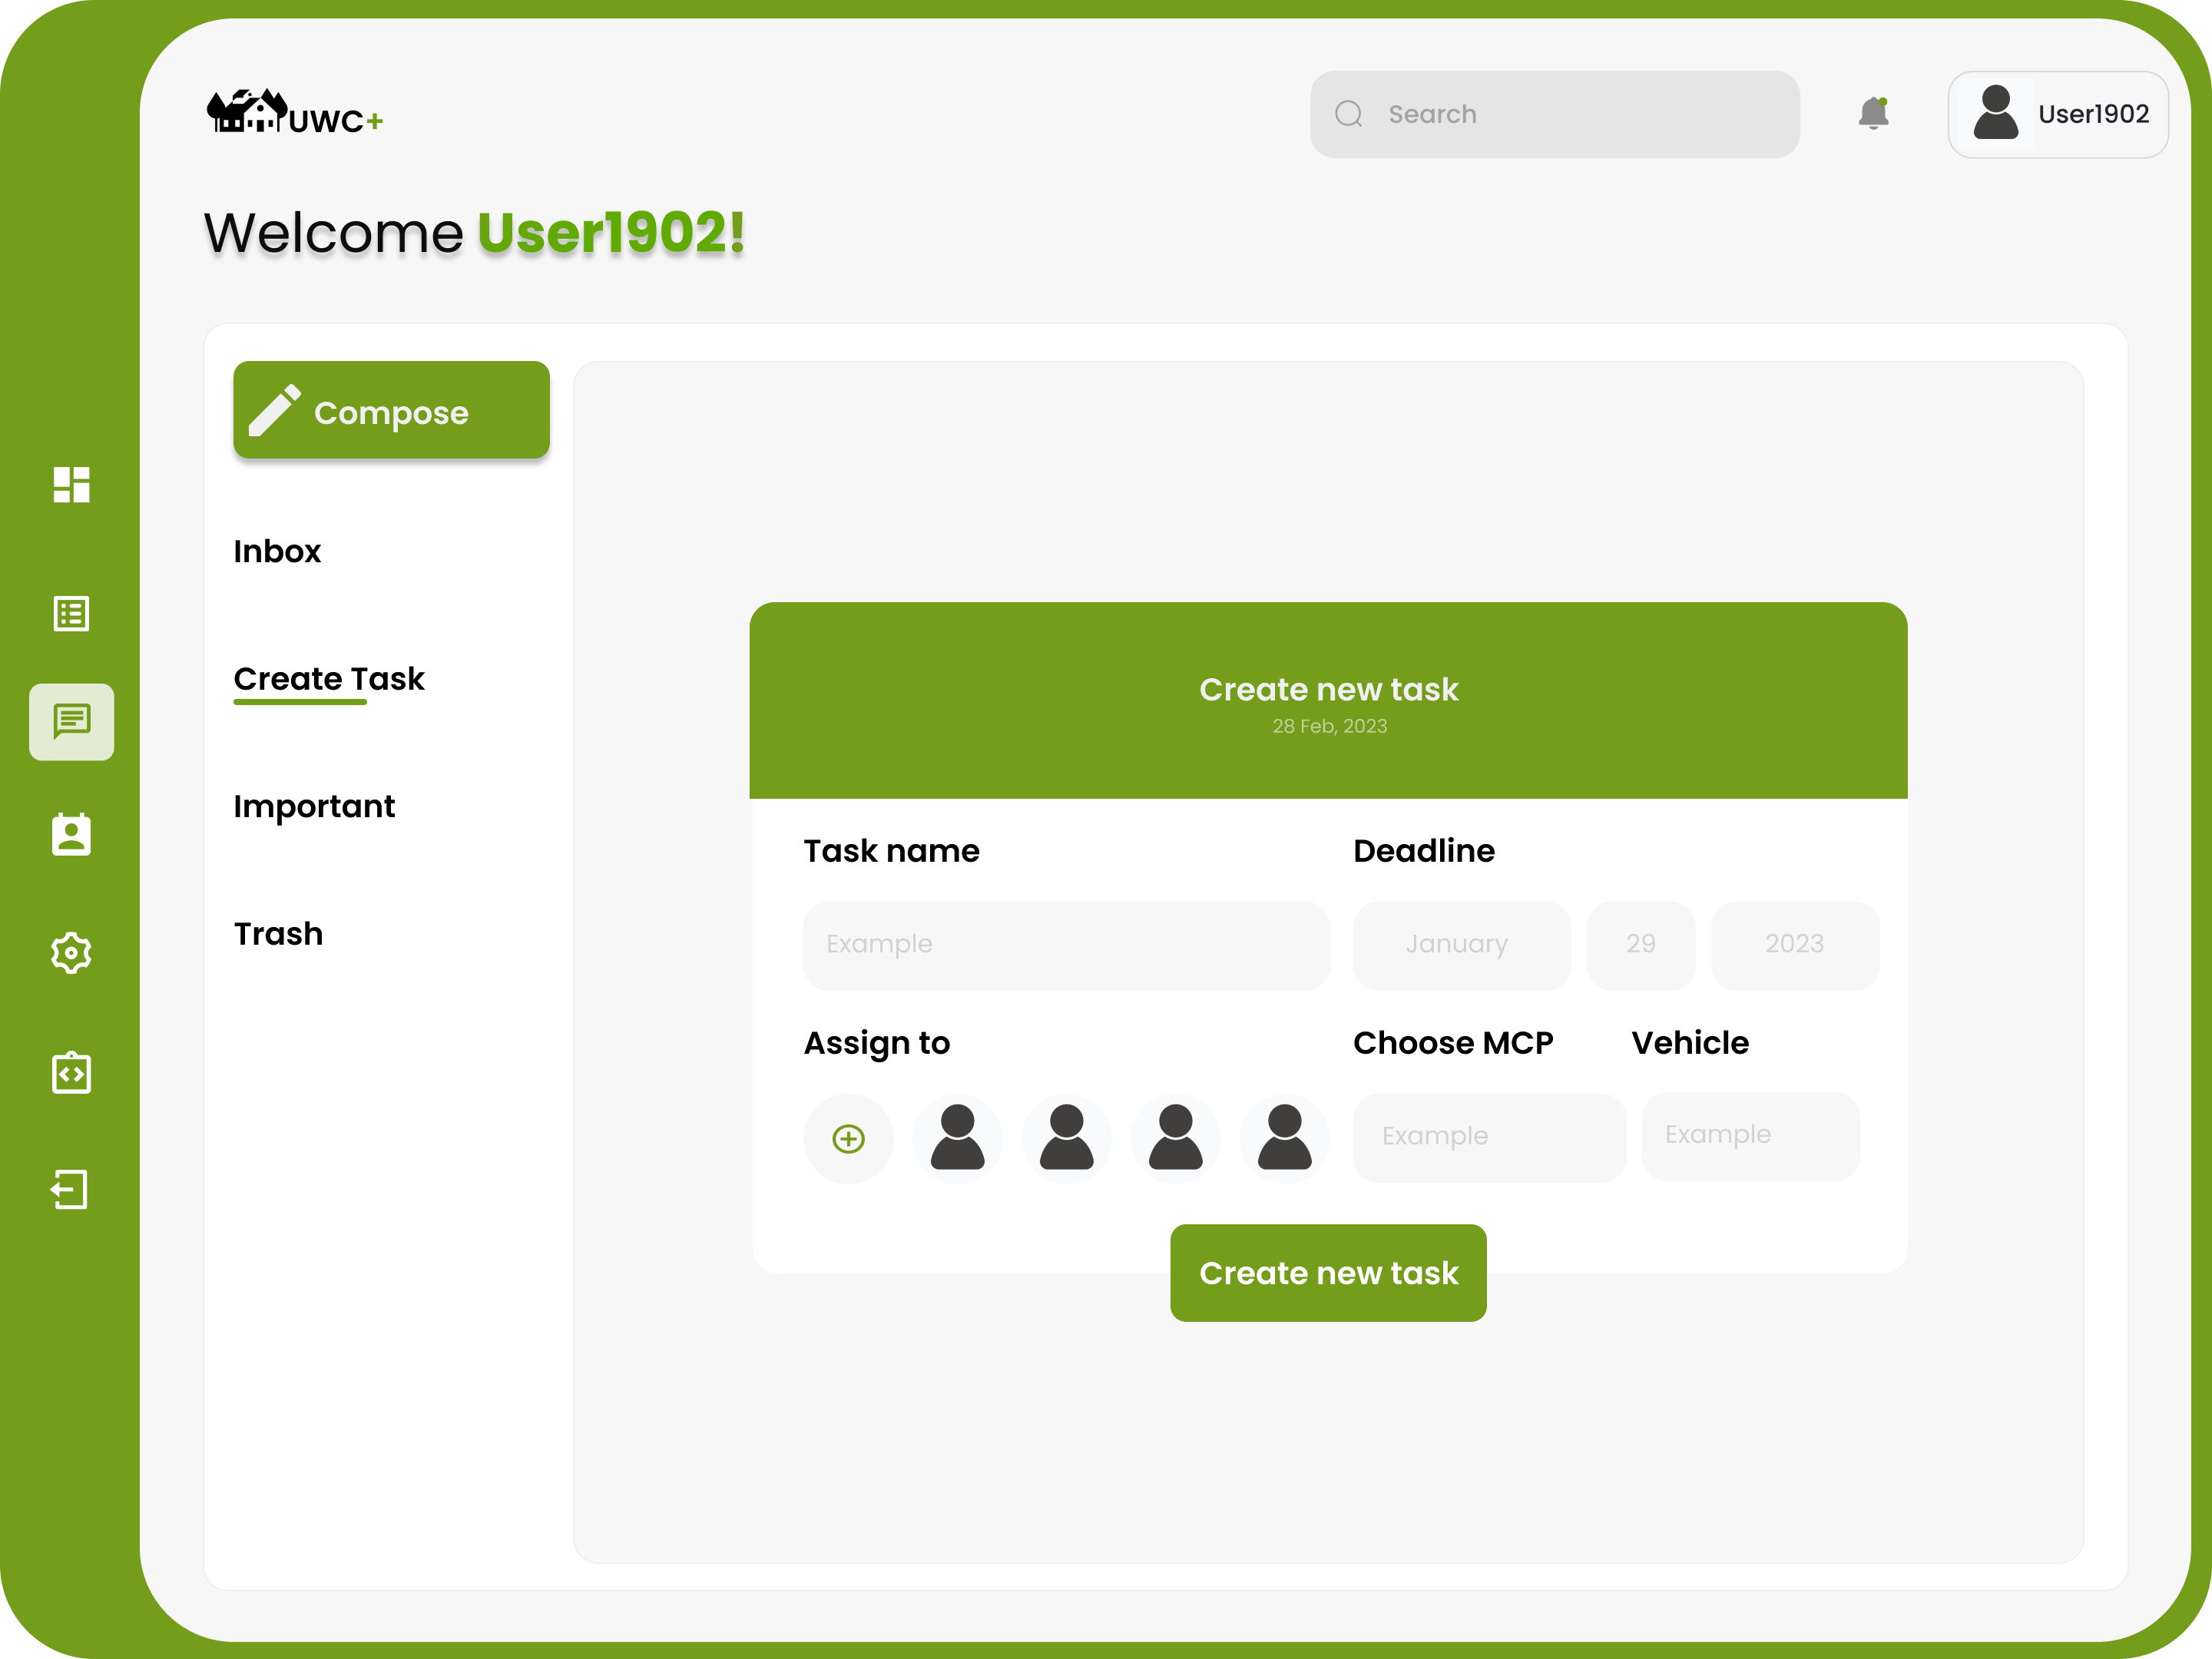 UWC+
Search
User1902
Welcome User1902!
Compose
Inbox
Create Task
Important
Trash
Create new task
28 Feb, 2023
Task name
Deadline
Example
January
29
2023
Assign to
Choose MCP
Vehicle
Example
Example
Create new task